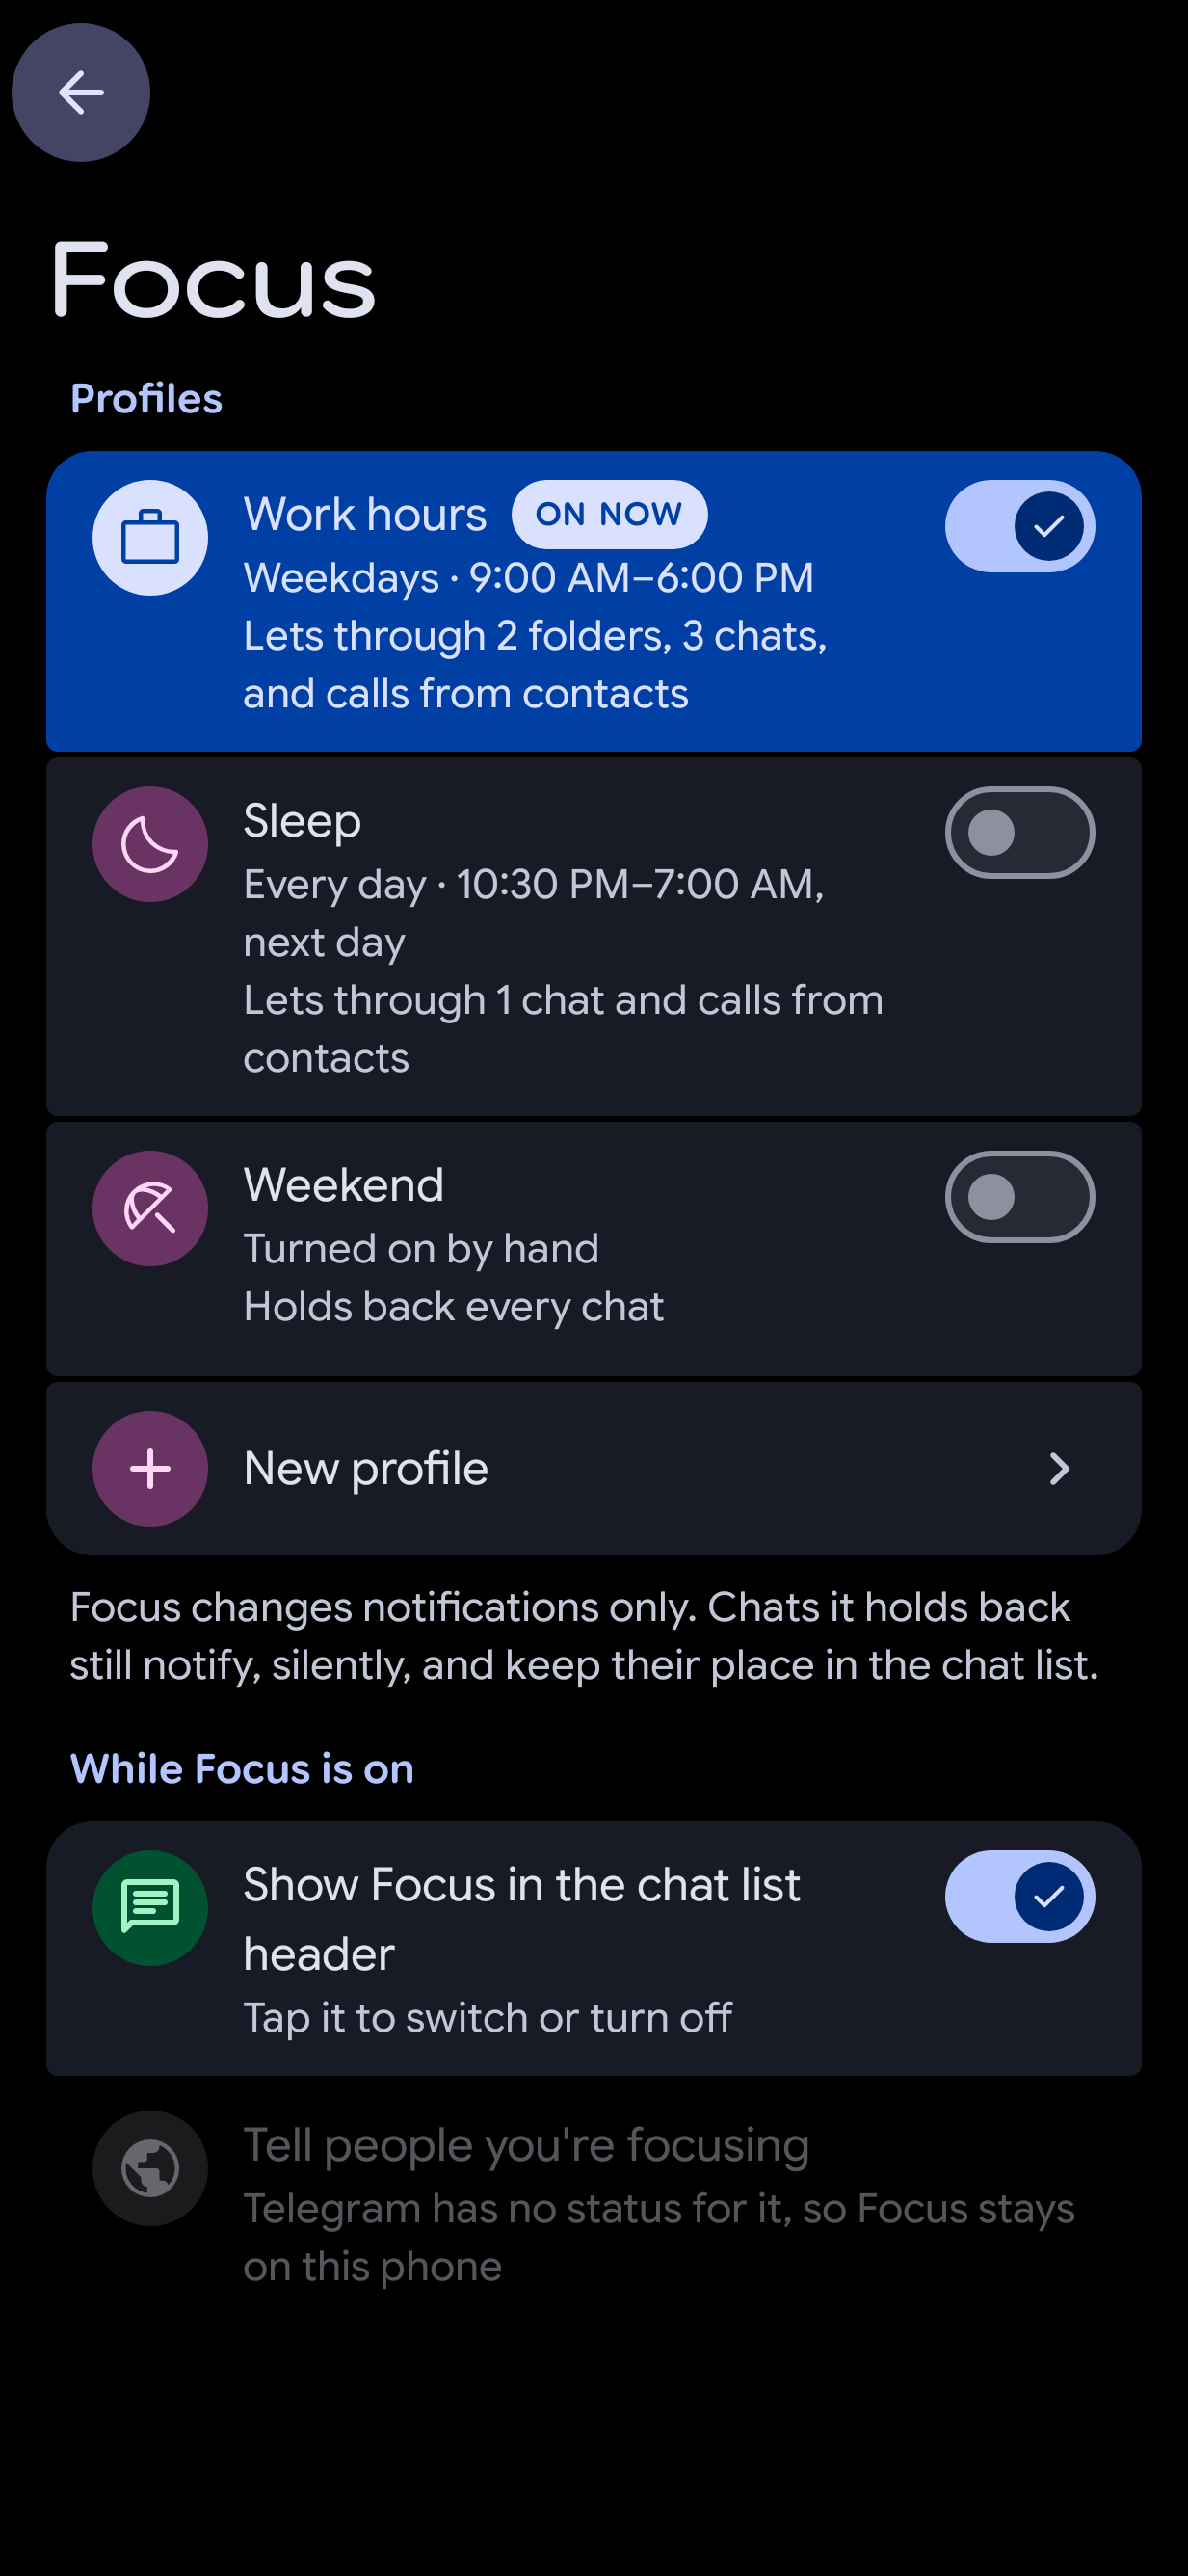 Focus
Profiles
Work hours ON NOW
Weekdays · 9:00 AM–6:00 PM
Lets through 2 folders, 3 chats,
and calls from contacts
Sleep
Every day · 10:30 PM–7:00 AM,
next day
Lets through 1 chat and calls from
contacts
Weekend
Turned on by hand
Holds back every chat
New profile
Focus changes notifications only. Chats it holds back
still notify, silently, and keep their place in the chat list.
While Focus is on
Show Focus in the chat list
header
Tap it to switch or turn off
Tell people you're focusing
Telegram has no status for it, so Focus stays
on this phone